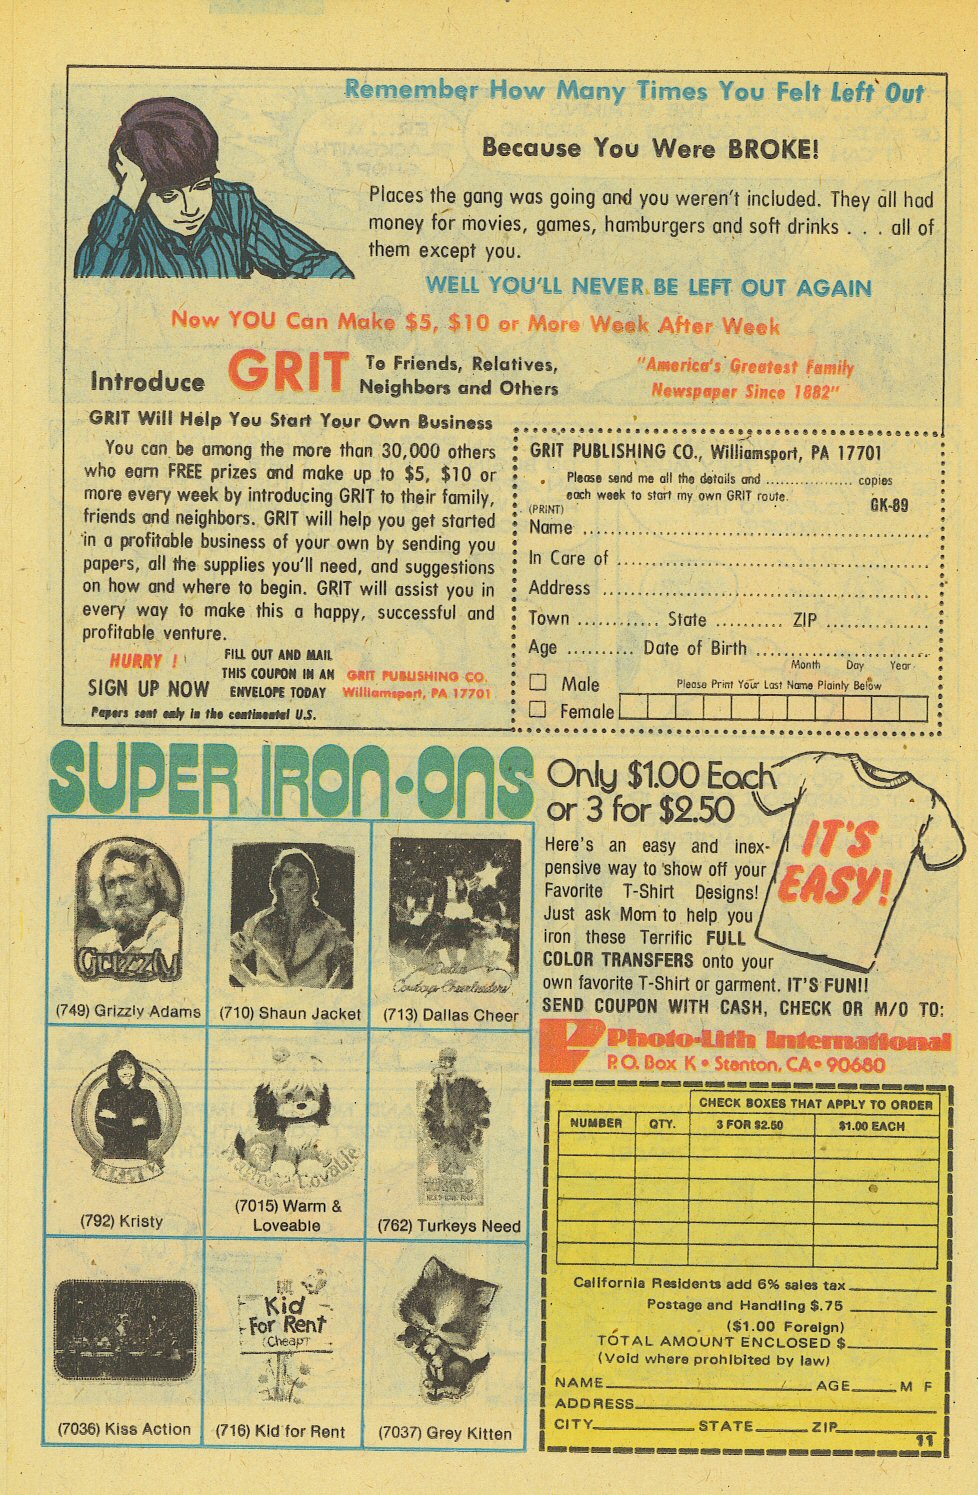 Remember How Many Times You Felt Left Out
Because You Were BROKE!
Places the gang was going and you weren't included. They all had
money for movies, games, hamburgers and soft drinks . . . all of
them except you.
WELL YOU'LL NEVER BE LEFT OUT AGAIN
Now YOU Can Make $5, $10 or More Week After Week
Introduce GRIT To Friends, Relatives,
Neighbors and Others
"America's Greatest Family
Newspaper Since 1882"
GRIT Will Help You Start Your Own Business
You can be among the more than 30,000 others
who earn FREE prizes and make up to $5, $10 or
more every week by introducing GRIT to their family,
friends and neighbors. GRIT will help you get started
in a profitable business of your own by sending you
papers, all the supplies you'll need, and suggestions
on how and where to begin. GRIT will assist you in
every way to make this a happy, successful and
profitable venture.
HURRY !
SIGN UP NOW
FILL OUT AND MAIL
THIS COUPON IN AN
ENVELOPE TODAY
GRIT PUBLISHING CO.
Williamsport, PA 17701
Papers sent only in the continental U.S.
GRIT PUBLISHING CO., Williamsport, PA 17701
Please send me all the details and .................. copies
each week to start my own GRIT route.
GK-89
(PRINT)
Name
In Care of
Address
Town ............ State .......... ZIP ..............
Age .......... Date of Birth
Month Day Year
Male
Please Print Your Last Name Plainly Below
Female
SUPER IRON•ONS
Grizzly
(749) Grizzly Adams
(710) Shaun Jacket
Dallas
Cowboys Cheerleaders
(713) Dallas Cheer
KRISTY
(792) Kristy
Warm & Lovable
(7015) Warm &
Loveable
TURKEYS
(762) Turkeys Need
(7036) Kiss Action
Kid
For Rent
(Cheap)
(716) Kid for Rent
(7037) Grey Kitten
Only $1.00 Each
or 3 for $2.50
IT'S
EASY!
Here's an easy and inex-
pensive way to show off your
Favorite T-Shirt Designs!
Just ask Mom to help you
iron these Terrific FULL
COLOR TRANSFERS onto your
own favorite T-Shirt or garment. IT'S FUN!!
SEND COUPON WITH CASH, CHECK OR M/O TO:
Photo-Lith International
P.O. Box K • Stanton, CA • 90680
CHECK BOXES THAT APPLY TO ORDER
NUMBER QTY. 3 FOR $2.50 $1.00 EACH
California Residents add 6% sales tax
Postage and Handling $.75
($1.00 Foreign)
TOTAL AMOUNT ENCLOSED $
(Void where prohibited by law)
NAME AGE M F
ADDRESS
CITY STATE ZIP
11